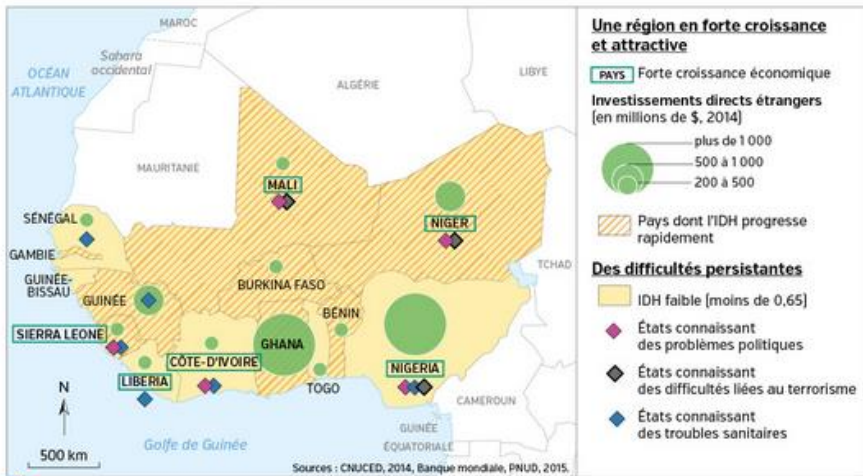 MAROC
Sahara
occidental
OCÉAN
ATLANTIQUE
ALGÉRIE
LIBYE
MAURITANIE
MALI
NIGER
SÉNÉGAL
GAMBIE
GUINÉE-
BISSAU
GUINÉE
BURKINA FASO
BÉNIN
TCHAD
SIERRA LEONE
CÔTE-D'IVOIRE
GHANA
NIGERIA
LIBERIA
TOGO
CAMEROUN
N
500 km
Golfe de Guinée
GUINÉE
ÉQUATORIALE
Sources : CNUCED, 2014, Banque mondiale, PNUD, 2015.
Une région en forte croissance
et attractive
PAYS Forte croissance économique
Investissements directs étrangers
(en millions de $, 2014)
plus de 1 000
500 à 1 000
200 à 500
Pays dont l'IDH progresse
rapidement
Des difficultés persistantes
IDH faible (moins de 0,65)
États connaissant
des problèmes politiques
États connaissant
des difficultés liées au terrorisme
États connaissant
des troubles sanitaires